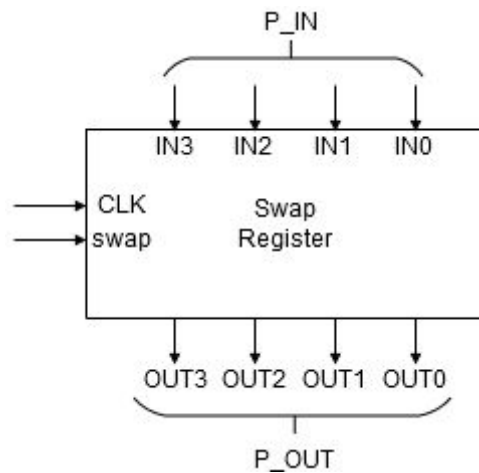 P_IN
IN3 IN2 IN1 IN0
CLK
swap
Swap
Register
OUT3 OUT2 OUT1 OUT0
P_OUT